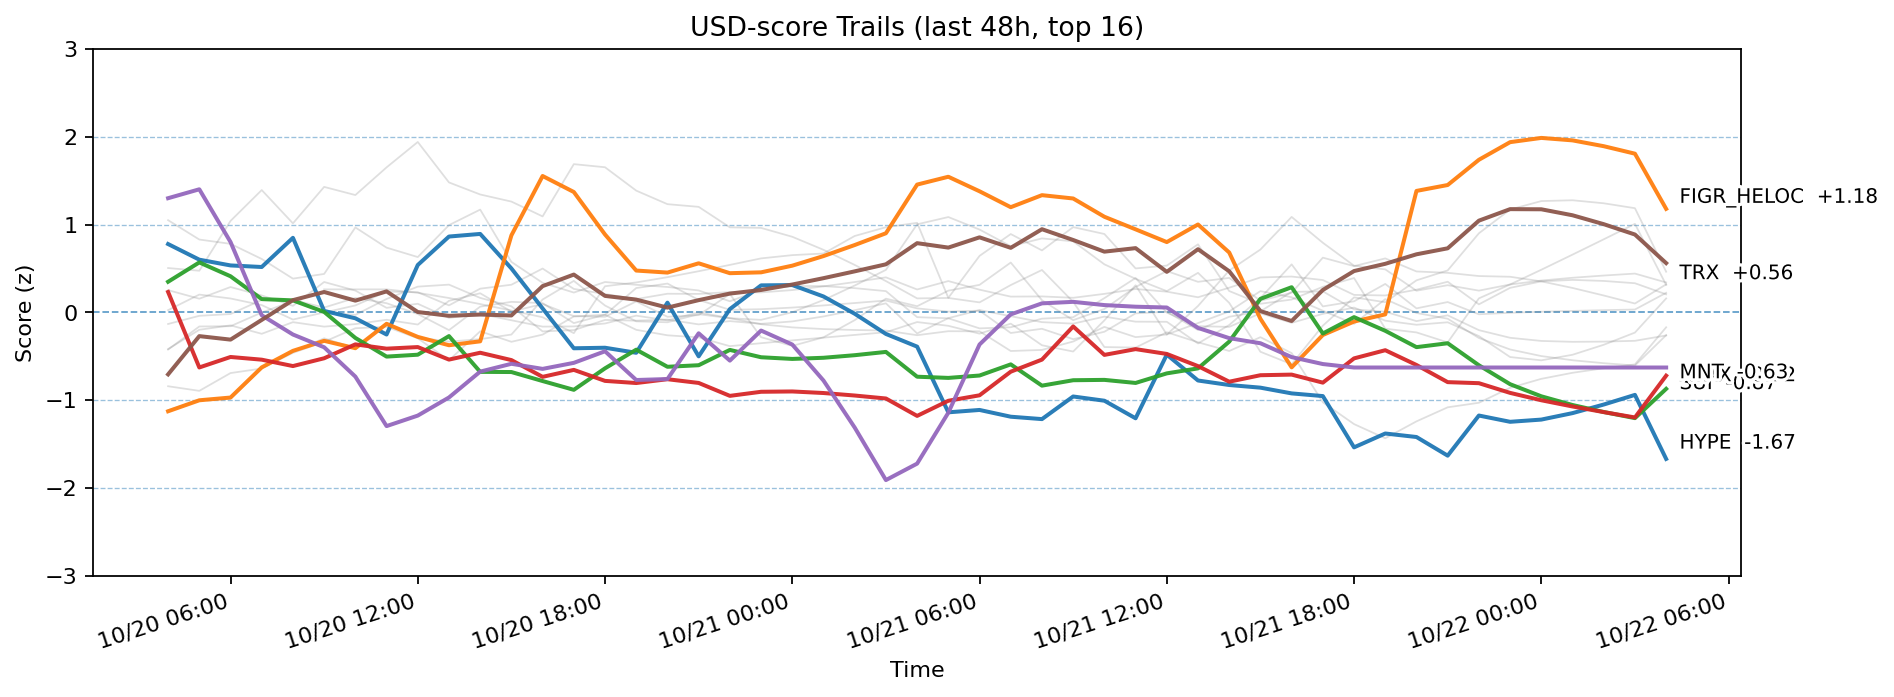 USD-score Trails (last 48h, top 16)
Score (z)
3
2
1
0
−1
−2
−3
FIGR_HELOC +1.18
TRX +0.56
MNT -0.63
HYPE -1.67
10/20 06:00
10/20 12:00
10/20 18:00
10/21 00:00
10/21 06:00
10/21 12:00
10/21 18:00
10/22 00:00
10/22 06:00
Time